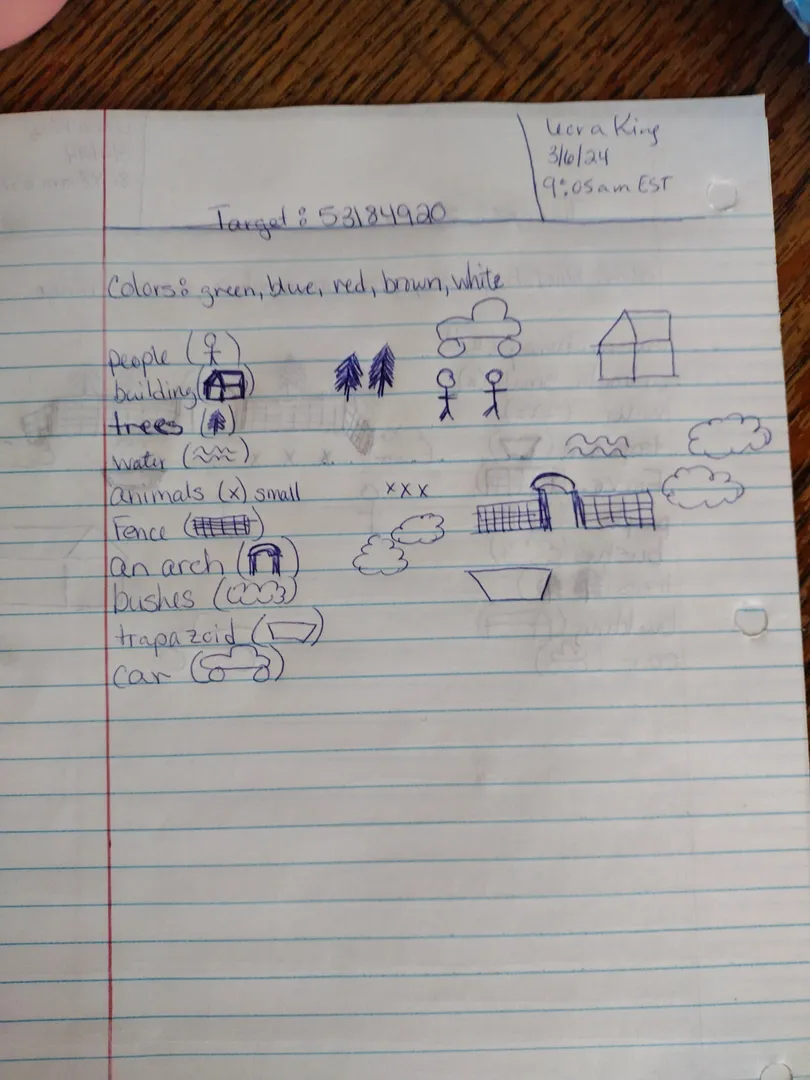 King
3/6/24
9:05am EST
Target: 53184920
Colors: green, blue, red, brown, white
people ( )
building ( )
trees ( )
water ( )
animals (x) small
xxx
Fence ( )
an arch ( )
bushes ( )
trapazoid ( )
car ( )